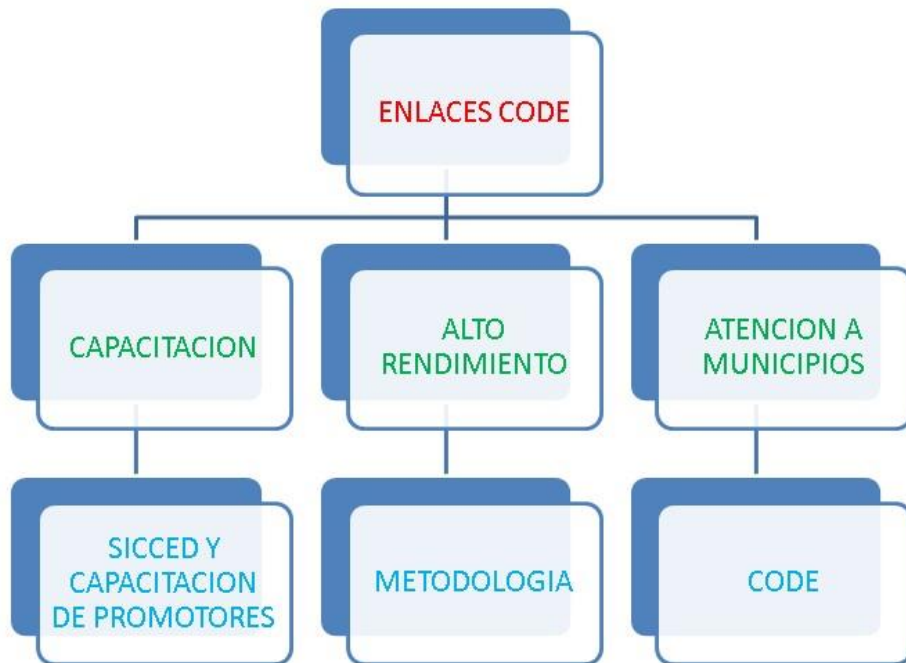 ENLACES CODE
CAPACITACION
ALTO
RENDIMIENTO
ATENCION A
MUNICIPIOS
SICCED Y
CAPACITACION
DE PROMOTORES
METODOLOGIA
CODE